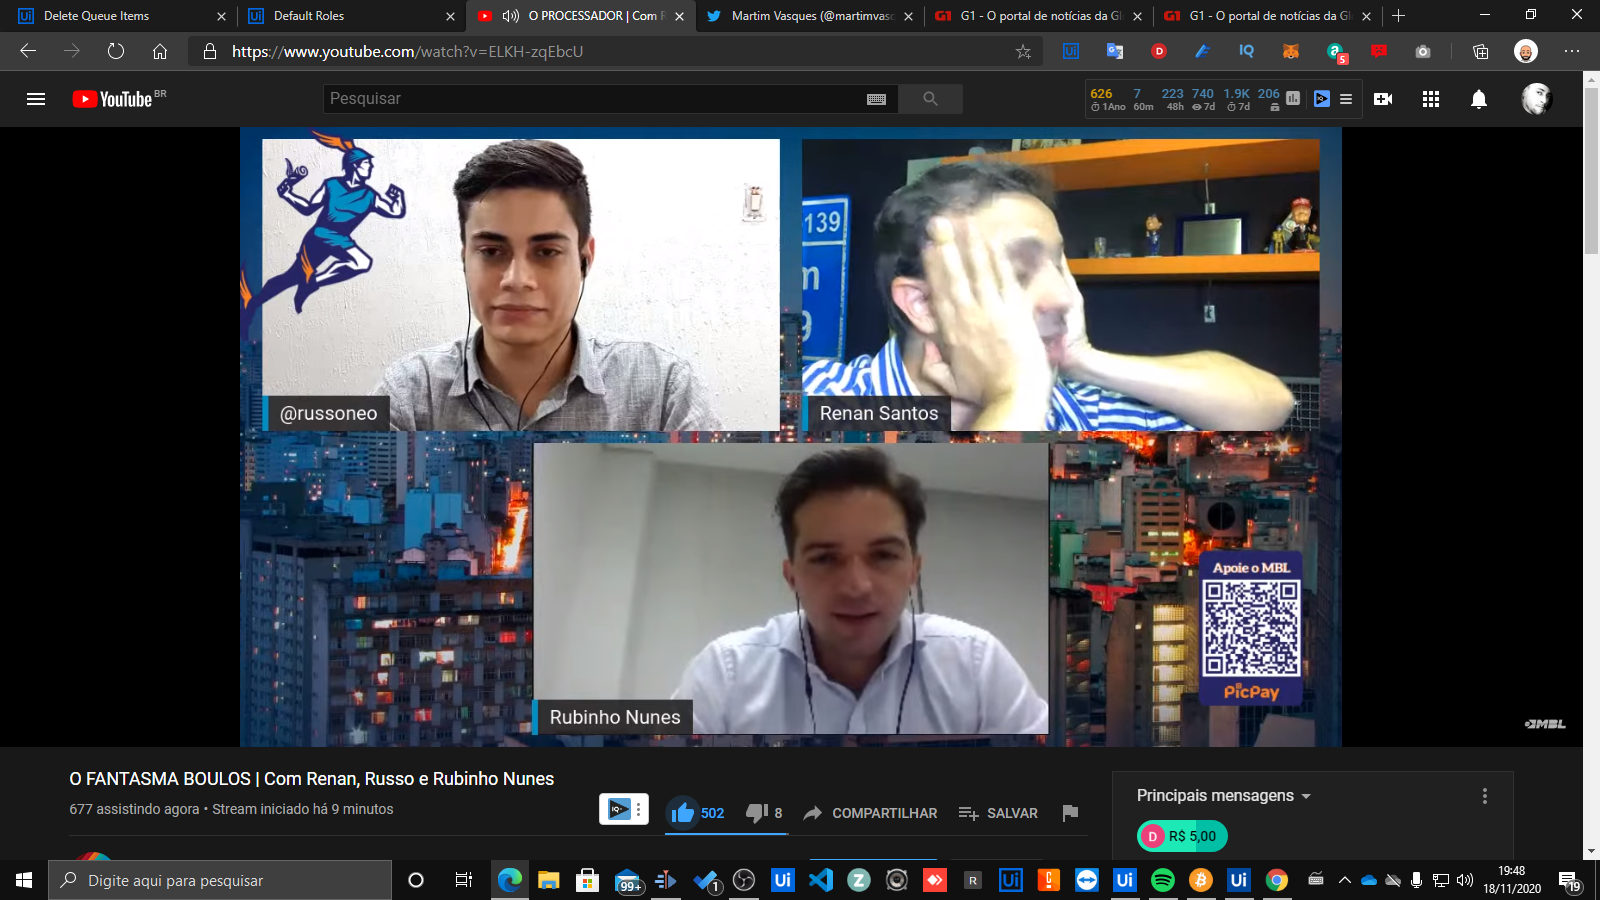 Delete Queue Items
Default Roles
O PROCESSADOR | Com R
Martim Vasques (@martimvasc
G1 - O portal de notícias da Gl
G1 - O portal de notícias da Gl
https://www.youtube.com/watch?v=ELKH-zqEbcU
5
YouTube BR
Pesquisar
626 7 223 740 1.9K 206
1Ano 60m 48h 7d 7d
139
m
9
@russoneo
Renan Santos
Rubinho Nunes
Apoie o MBL
PicPay
MBL
O FANTASMA BOULOS | Com Renan, Russo e Rubinho Nunes
677 assistindo agora • Stream iniciado há 9 minutos
502
8
COMPARTILHAR
SALVAR
Principais mensagens
D R$ 5,00
Digite aqui para pesquisar
99+
1
19:48
18/11/2020
19